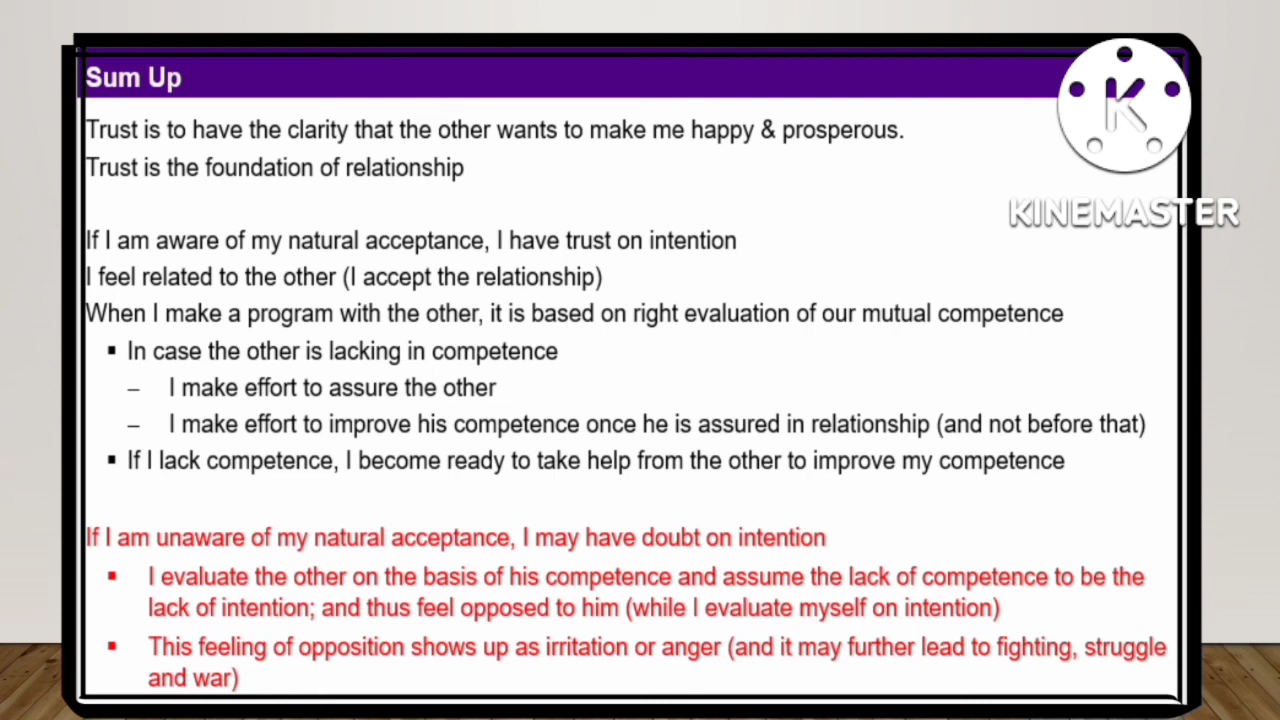 Sum Up
K
KINEMASTER
Trust is to have the clarity that the other wants to make me happy & prosperous.
Trust is the foundation of relationship
If I am aware of my natural acceptance, I have trust on intention
I feel related to the other (I accept the relationship)
When I make a program with the other, it is based on right evaluation of our mutual competence
▪ In case the other is lacking in competence
– I make effort to assure the other
– I make effort to improve his competence once he is assured in relationship (and not before that)
▪ If I lack competence, I become ready to take help from the other to improve my competence
If I am unaware of my natural acceptance, I may have doubt on intention
▪ I evaluate the other on the basis of his competence and assume the lack of competence to be the
lack of intention; and thus feel opposed to him (while I evaluate myself on intention)
▪ This feeling of opposition shows up as irritation or anger (and it may further lead to fighting, struggle
and war)